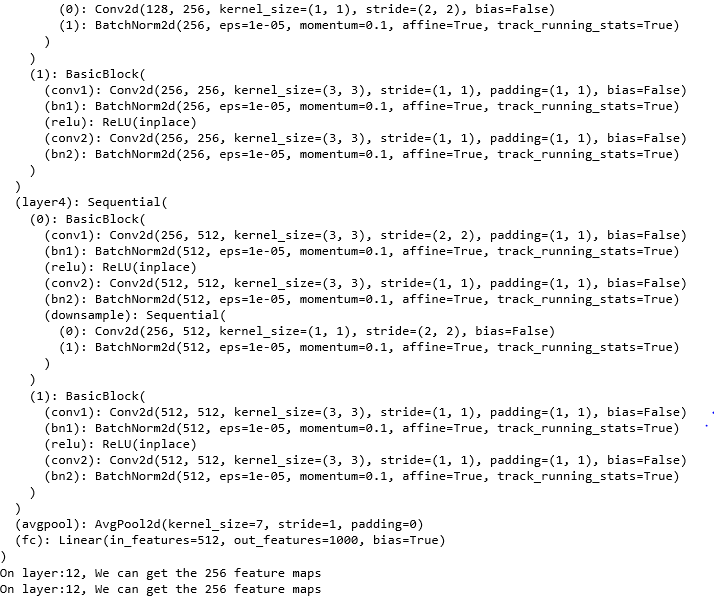 (0): Conv2d(128, 256, kernel_size=(1, 1), stride=(2, 2), bias=False)
(1): BatchNorm2d(256, eps=1e-05, momentum=0.1, affine=True, track_running_stats=True)
)
)
(1): BasicBlock(
(conv1): Conv2d(256, 256, kernel_size=(3, 3), stride=(1, 1), padding=(1, 1), bias=False)
(bn1): BatchNorm2d(256, eps=1e-05, momentum=0.1, affine=True, track_running_stats=True)
(relu): ReLU(inplace)
(conv2): Conv2d(256, 256, kernel_size=(3, 3), stride=(1, 1), padding=(1, 1), bias=False)
(bn2): BatchNorm2d(256, eps=1e-05, momentum=0.1, affine=True, track_running_stats=True)
)
)
(layer4): Sequential(
(0): BasicBlock(
(conv1): Conv2d(256, 512, kernel_size=(3, 3), stride=(2, 2), padding=(1, 1), bias=False)
(bn1): BatchNorm2d(512, eps=1e-05, momentum=0.1, affine=True, track_running_stats=True)
(relu): ReLU(inplace)
(conv2): Conv2d(512, 512, kernel_size=(3, 3), stride=(1, 1), padding=(1, 1), bias=False)
(bn2): BatchNorm2d(512, eps=1e-05, momentum=0.1, affine=True, track_running_stats=True)
(downsample): Sequential(
(0): Conv2d(256, 512, kernel_size=(1, 1), stride=(2, 2), bias=False)
(1): BatchNorm2d(512, eps=1e-05, momentum=0.1, affine=True, track_running_stats=True)
)
)
(1): BasicBlock(
(conv1): Conv2d(512, 512, kernel_size=(3, 3), stride=(1, 1), padding=(1, 1), bias=False)
(bn1): BatchNorm2d(512, eps=1e-05, momentum=0.1, affine=True, track_running_stats=True)
(relu): ReLU(inplace)
(conv2): Conv2d(512, 512, kernel_size=(3, 3), stride=(1, 1), padding=(1, 1), bias=False)
(bn2): BatchNorm2d(512, eps=1e-05, momentum=0.1, affine=True, track_running_stats=True)
)
)
(avgpool): AvgPool2d(kernel_size=7, stride=1, padding=0)
(fc): Linear(in_features=512, out_features=1000, bias=True)
)
On layer:12, We can get the 256 feature maps
On layer:12, We can get the 256 feature maps